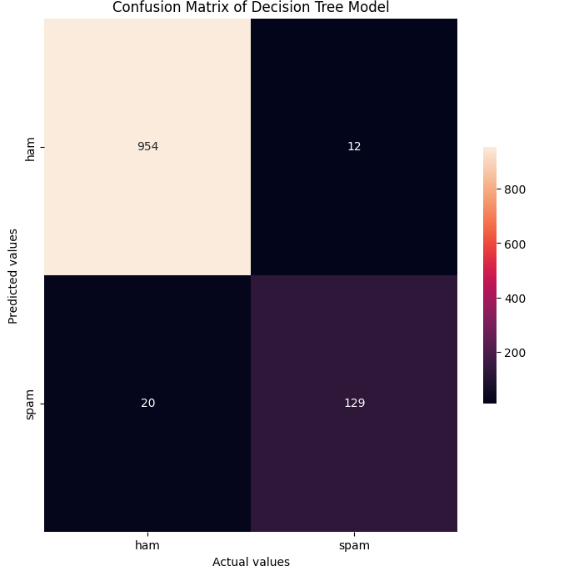 Confusion Matrix of Decision Tree Model
ham
954
12
800
600
Predicted values
400
200
spam
20
129
ham
spam
Actual values